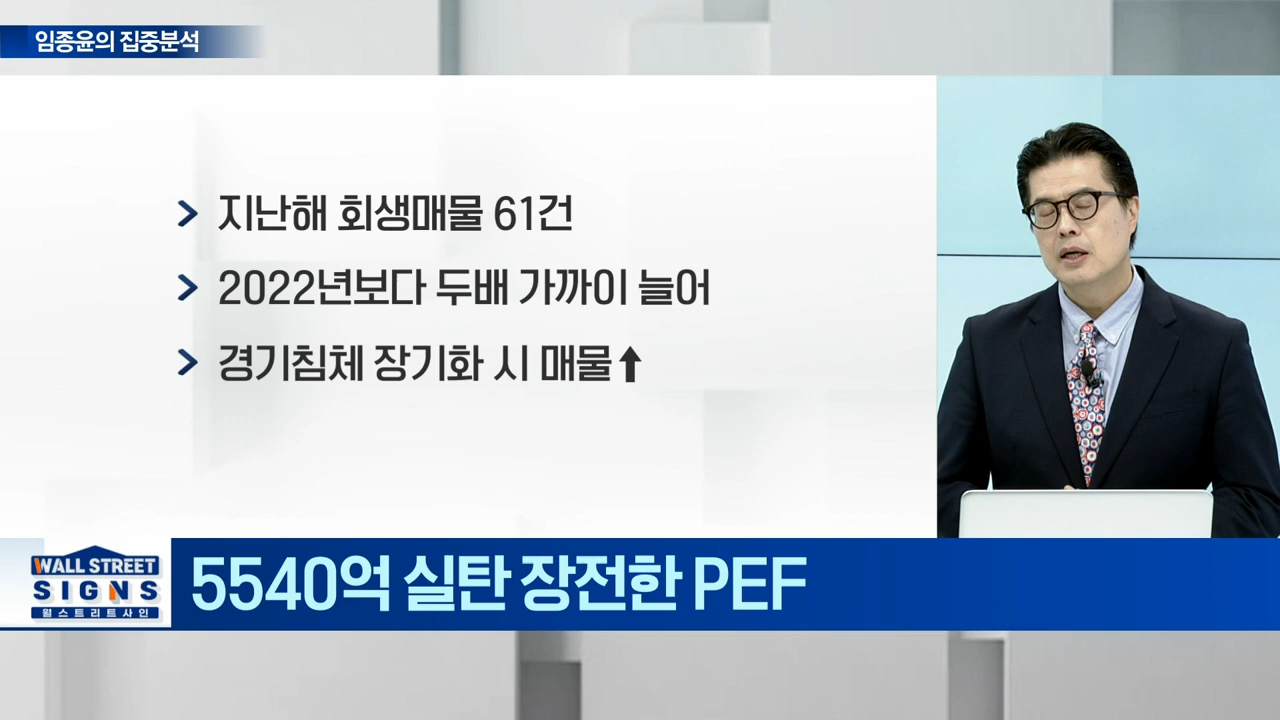 임종윤의 집중분석
지난해 회생매물 61건
2022년보다 두배 가까이 늘어
경기침체 장기화 시 매물⬆
WALL STREET
SIGNS
월스트리트사인
5540억 실탄 장전한 PEF